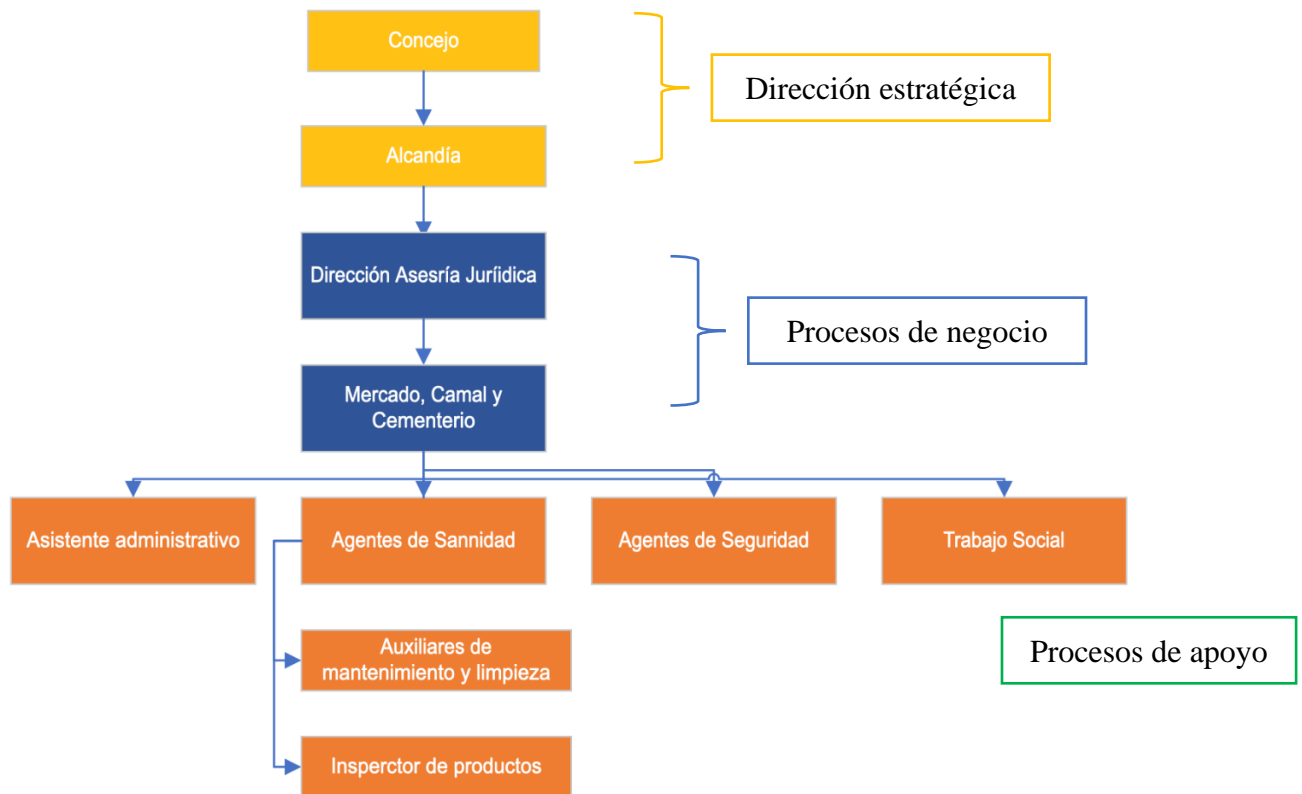 Concejo
Dirección estratégica
Alcandía
Dirección Asesría Juríidica
Procesos de negocio
Mercado, Camal y
Cementerio
Asistente administrativo
Agentes de Sannidad
Agentes de Seguridad
Trabajo Social
Auxiliares de
mantenimiento y limpieza
Procesos de apoyo
Insperctor de productos